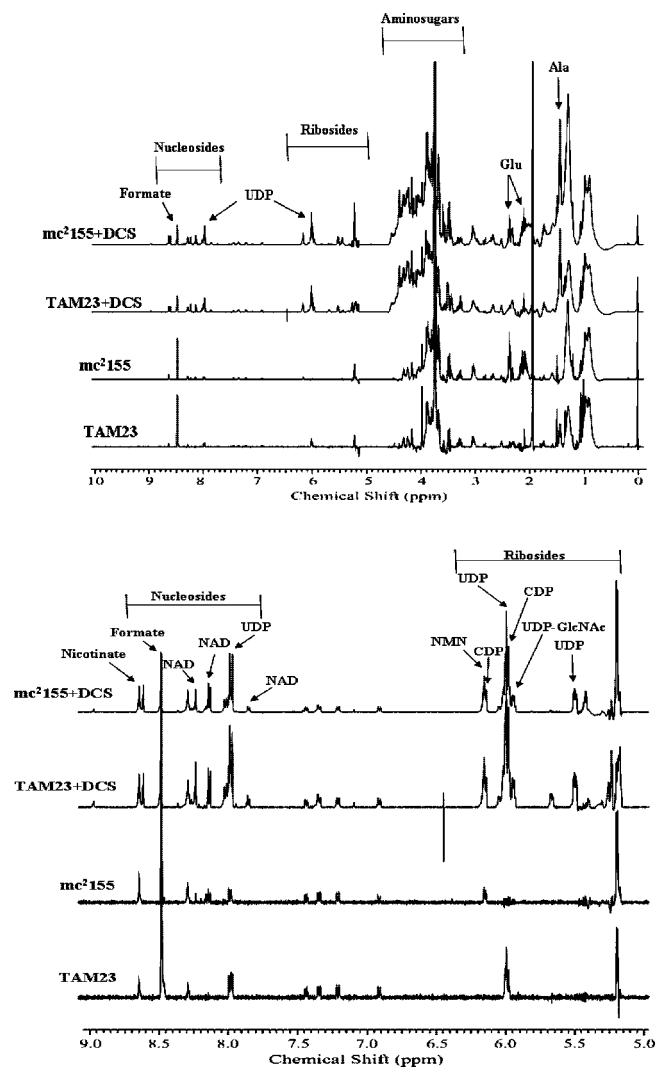 Aminosugars
Ala
Ribosides
Nucleosides
Glu
Formate
UDP
mc²155+DCS
TAM23+DCS
mc²155
TAM23
10 9 8 7 6 5 4 3 2 1 0
Chemical Shift (ppm)
Ribosides
UDP
CDP
Nucleosides
Formate
NAD
UDP
UDP-GlcNAc
NMN
CDP
UDP
Nicotinate
NAD
NAD
mc²155+DCS
TAM23+DCS
mc²155
TAM23
9.0 8.5 8.0 7.5 7.0 6.5 6.0 5.5 5.0
Chemical Shift (ppm)